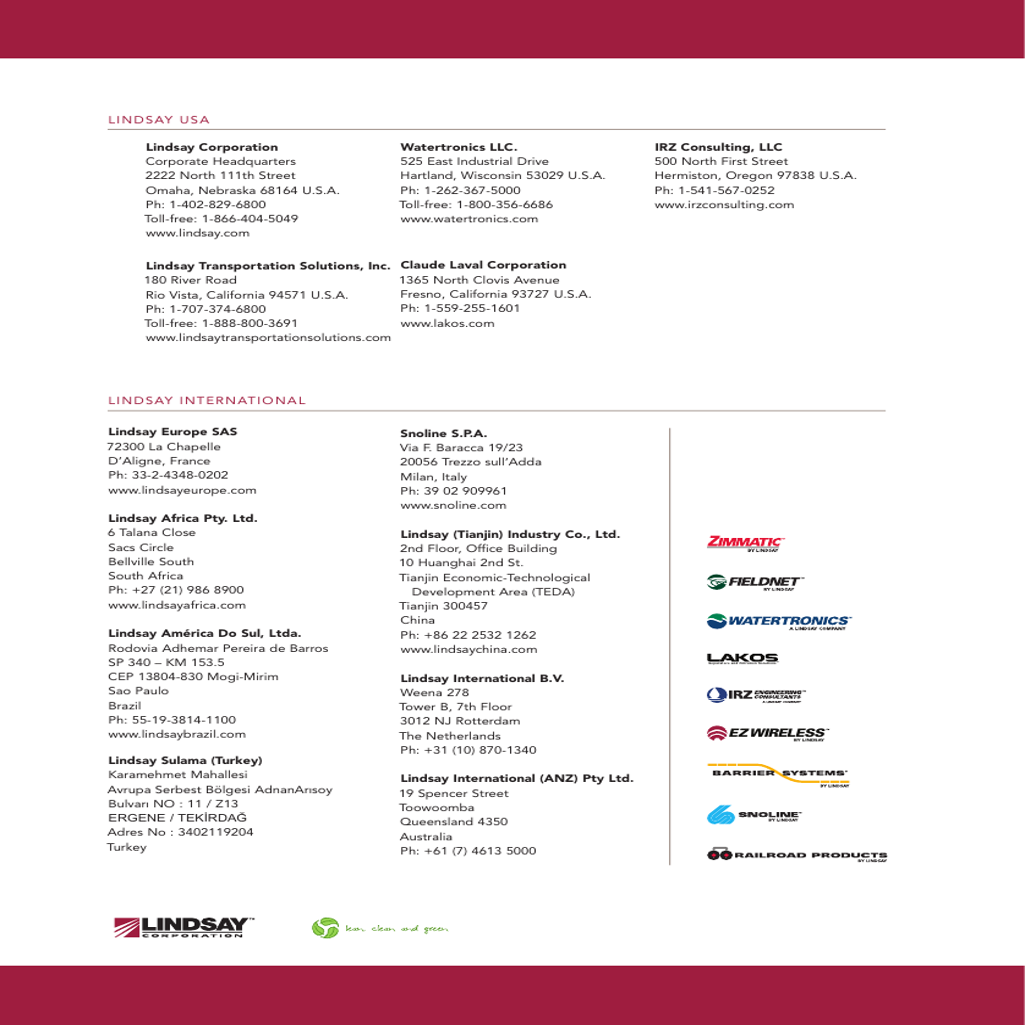 LINDSAY USA
Lindsay Corporation
Corporate Headquarters
2222 North 111th Street
Omaha, Nebraska 68164 U.S.A.
Ph: 1-402-829-6800
Toll-free: 1-866-404-5049
www.lindsay.com
Watertronics LLC.
525 East Industrial Drive
Hartland, Wisconsin 53029 U.S.A.
Ph: 1-262-367-5000
Toll-free: 1-800-356-6686
www.watertronics.com
IRZ Consulting, LLC
500 North First Street
Hermiston, Oregon 97838 U.S.A.
Ph: 1-541-567-0252
www.irzconsulting.com
Lindsay Transportation Solutions, Inc.
180 River Road
Rio Vista, California 94571 U.S.A.
Ph: 1-707-374-6800
Toll-free: 1-888-800-3691
www.lindsaytransportationsolutions.com
Claude Laval Corporation
1365 North Clovis Avenue
Fresno, California 93727 U.S.A.
Ph: 1-559-255-1601
www.lakos.com
LINDSAY INTERNATIONAL
Lindsay Europe SAS
72300 La Chapelle
D’Aligne, France
Ph: 33-2-4348-0202
www.lindsayeurope.com
Lindsay Africa Pty. Ltd.
6 Talana Close
Sacs Circle
Bellville South
South Africa
Ph: +27 (21) 986 8900
www.lindsayafrica.com
Lindsay América Do Sul, Ltda.
Rodovia Adhemar Pereira de Barros
SP 340 – KM 153.5
CEP 13804-830 Mogi-Mirim
Sao Paulo
Brazil
Ph: 55-19-3814-1100
www.lindsaybrazil.com
Lindsay Sulama (Turkey)
Karamehmet Mahallesi
Avrupa Serbest Bölgesi AdnanArısoy
Bulvarı NO : 11 / Z13
ERGENE / TEKİRDAĞ
Adres No : 3402119204
Turkey
Snoline S.P.A.
Via F. Baracca 19/23
20056 Trezzo sull’Adda
Milan, Italy
Ph: 39 02 909961
www.snoline.com
Lindsay (Tianjin) Industry Co., Ltd.
2nd Floor, Office Building
10 Huanghai 2nd St.
Tianjin Economic-Technological
Development Area (TEDA)
Tianjin 300457
China
Ph: +86 22 2532 1262
www.lindsaychina.com
Lindsay International B.V.
Weena 278
Tower B, 7th Floor
3012 NJ Rotterdam
The Netherlands
Ph: +31 (10) 870-1340
Lindsay International (ANZ) Pty Ltd.
19 Spencer Street
Toowoomba
Queensland 4350
Australia
Ph: +61 (7) 4613 5000
ZIMMATIC™
BY LINDSAY
FIELDNET™
BY LINDSAY
WATERTRONICS™
A LINDSAY COMPANY
LAKOS
IRZ ENGINEERING™
CONSULTANTS
A LINDSAY COMPANY
EZ WIRELESS™
BY LINDSAY
BARRIER SYSTEMS
BY LINDSAY
SNOLINE™
BY LINDSAY
RAILROAD PRODUCTS
BY LINDSAY
LINDSAY™
CORPORATION
lean, clean and green